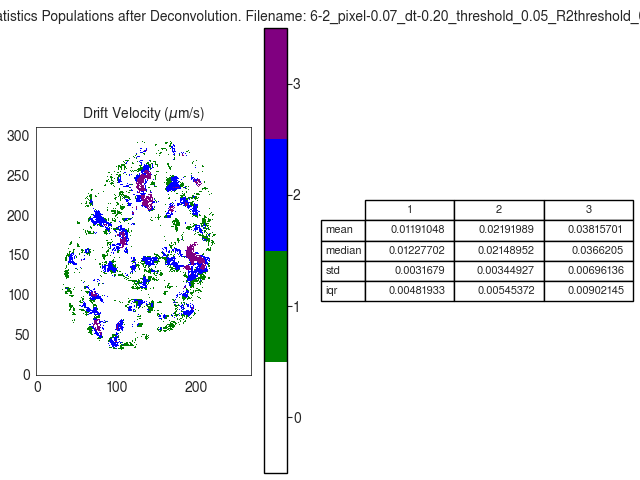 atistics Populations after Deconvolution. Filename: 6-2_pixel-0.07_dt-0.20_threshold_0.05_R2threshold_
Drift Velocity (μm/s)
300
250
200
150
100
50
0
0 100 200
3
2
1
0
1 2 3
mean 0.01191048 0.02191989 0.03815701
median 0.01227702 0.02148952 0.0366205
std 0.0031679 0.00344927 0.00696136
iqr 0.00481933 0.00545372 0.00902145